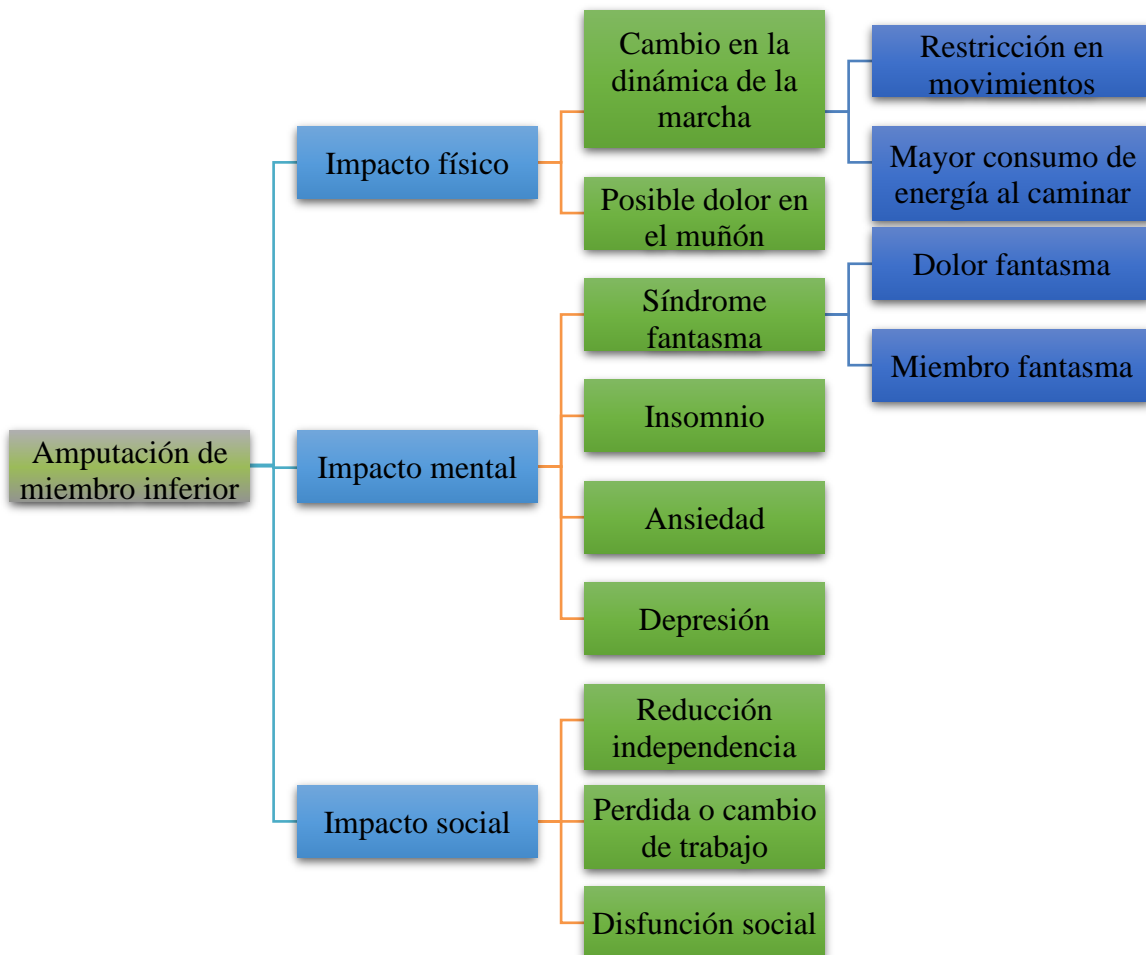 Amputación de
miembro inferior
Impacto físico
Cambio en la
dinámica de la
marcha
Restricción en
movimientos
Mayor consumo de
energía al caminar
Posible dolor en
el muñón
Impacto mental
Síndrome
fantasma
Dolor fantasma
Miembro fantasma
Insomnio
Ansiedad
Depresión
Impacto social
Reducción
independencia
Perdida o cambio
de trabajo
Disfunción social